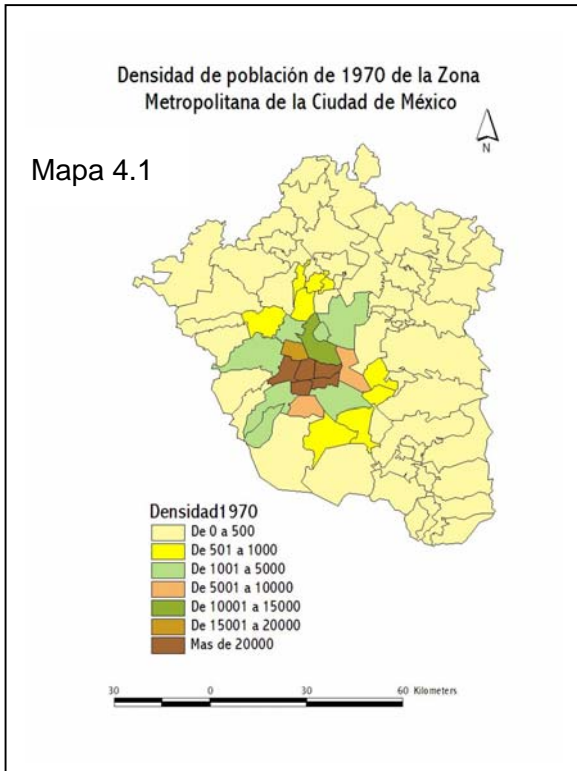 Densidad de población de 1970 de la Zona
Metropolitana de la Ciudad de México
N
Mapa 4.1
Densidad1970
De 0 a 500
De 501 a 1000
De 1001 a 5000
De 5001 a 10000
De 10001 a 15000
De 15001 a 20000
Mas de 20000
30 0 30 60 Kilometers